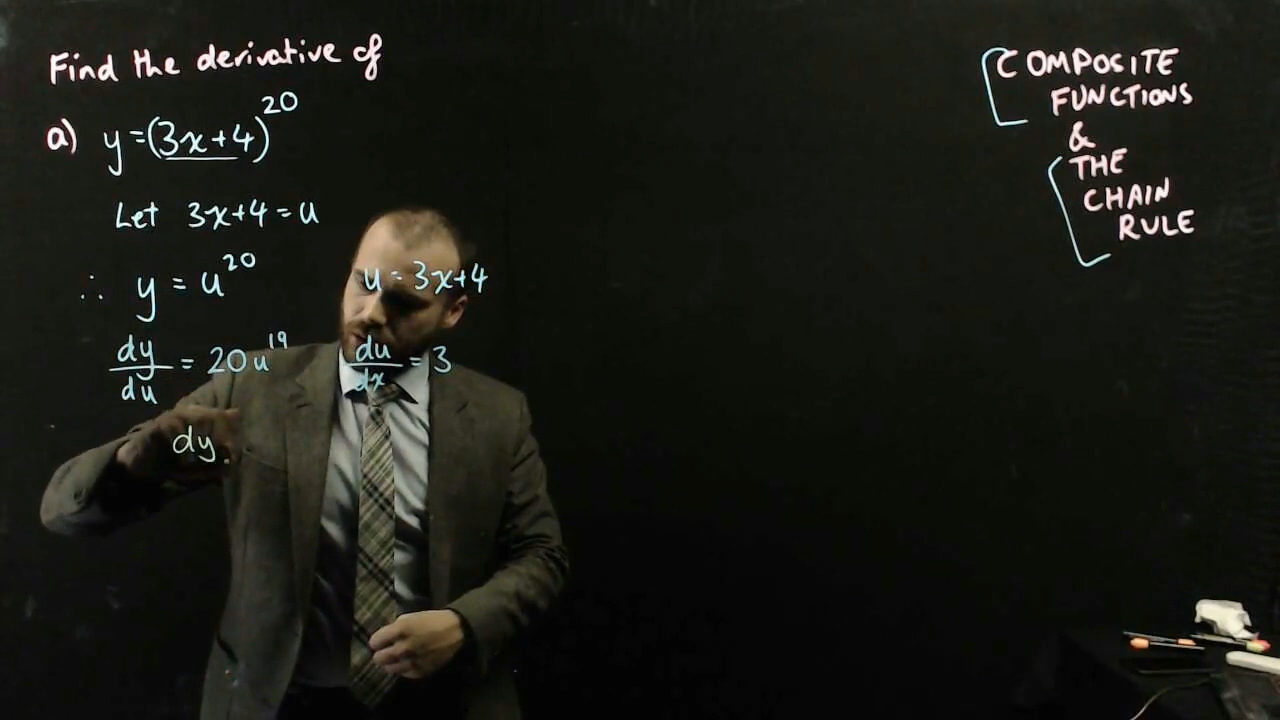 Find the derivative of
a) y=(3x+4)^20
Let 3x+4=u
∴ y = u^20
u = 3x+4
dy/du = 20u^19
du/dx = 3
dy
COMPOSITE
FUNCTIONS
&
THE
CHAIN
RULE